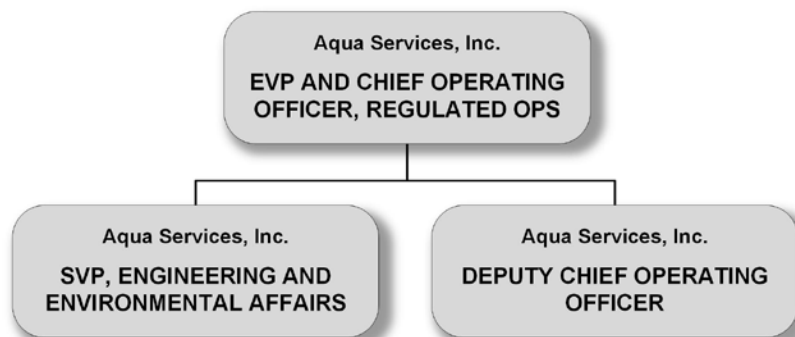 Aqua Services, Inc.
EVP AND CHIEF OPERATING
OFFICER, REGULATED OPS
Aqua Services, Inc.
SVP, ENGINEERING AND
ENVIRONMENTAL AFFAIRS
Aqua Services, Inc.
DEPUTY CHIEF OPERATING
OFFICER